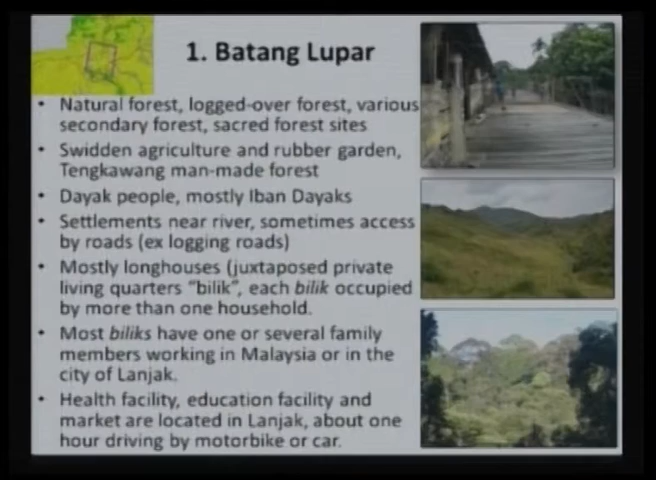 1. Batang Lupar
• Natural forest, logged-over forest, various
secondary forest, sacred forest sites
• Swidden agriculture and rubber garden,
Tengkawang man-made forest
• Dayak people, mostly Iban Dayaks
• Settlements near river, sometimes access
by roads (ex logging roads)
• Mostly longhouses (juxtaposed private
living quarters "bilik", each bilik occupied
by more than one household.
• Most biliks have one or several family
members working in Malaysia or in the
city of Lanjak.
• Health facility, education facility and
market are located in Lanjak, about one
hour driving by motorbike or car.